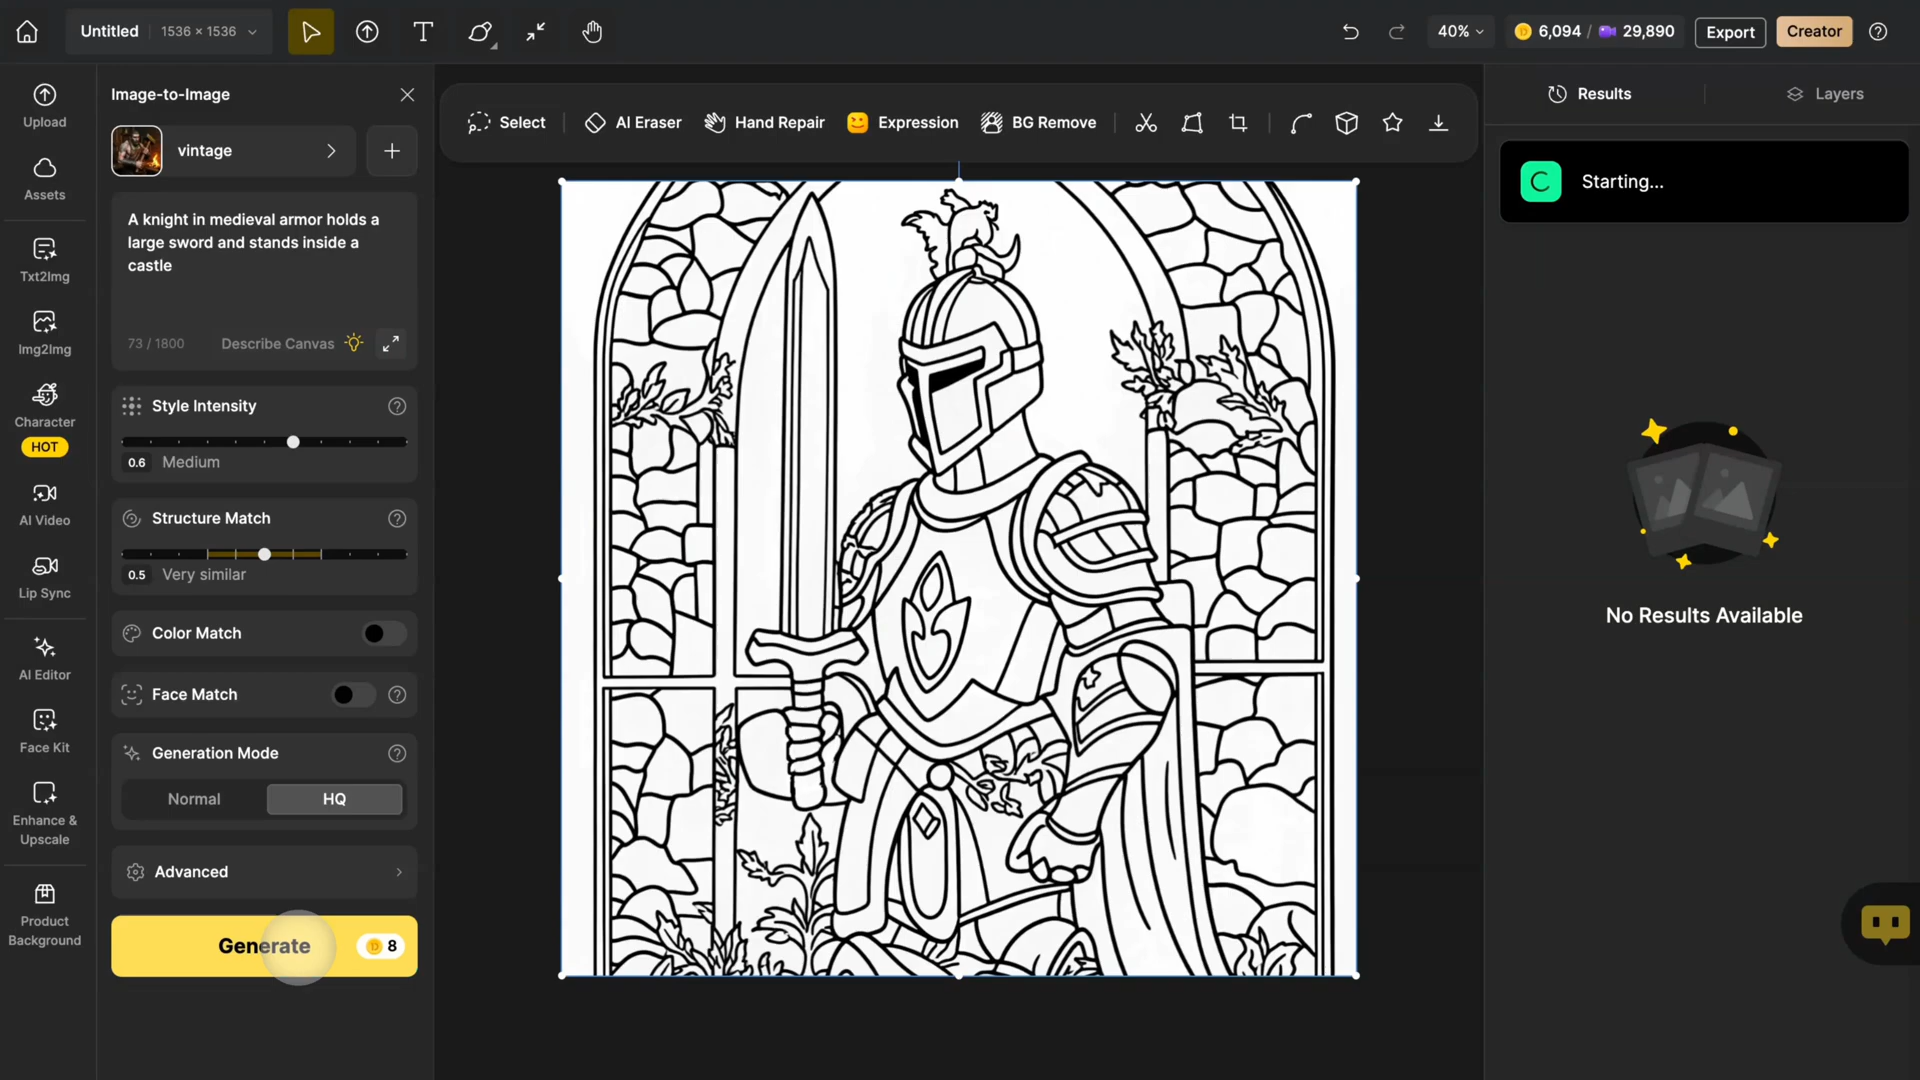 Untitled
1536 × 1536
40%
6,094 / 29,890
Export
Creator
Upload
Assets
Txt2Img
Img2Img
Character
HOT
AI Video
Lip Sync
AI Editor
Face Kit
Enhance &
Upscale
Product
Background
Image-to-Image
vintage
A knight in medieval armor holds a
large sword and stands inside a
castle
73 / 1800
Describe Canvas
Style Intensity
0.6 Medium
Structure Match
0.5 Very similar
Color Match
Face Match
Generation Mode
Normal
HQ
Advanced
Generate
8
Select
AI Eraser
Hand Repair
Expression
BG Remove
Results
Layers
Starting...
No Results Available